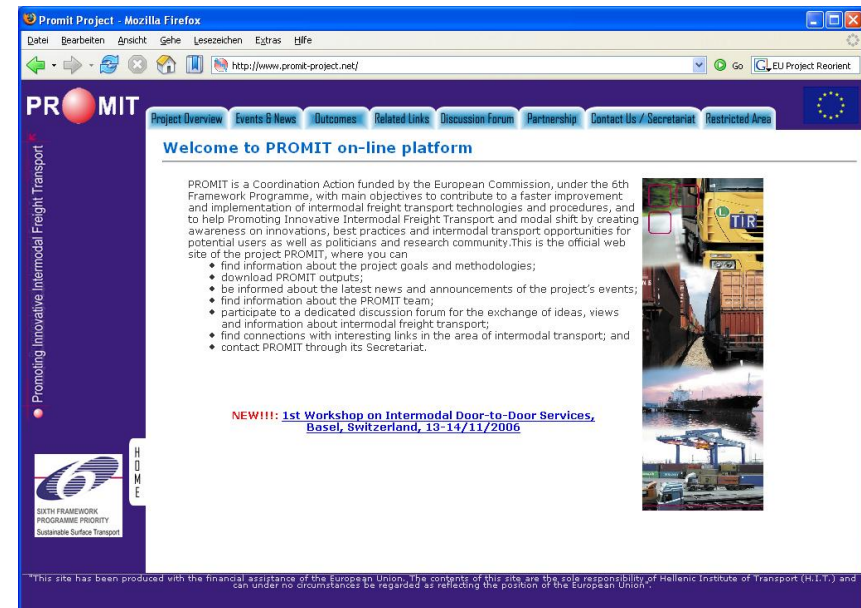 Promit Project - Mozilla Firefox
Datei Bearbeiten Ansicht Gehe Lesezeichen Extras Hilfe
http://www.promit-project.net/ Go G EU Project Reorient
PROMIT
Project Overview Events & News Outcomes Related Links Discussion Forum Partnership Contact Us / Secretariat Restricted Area
Promoting Innovative Intermodal Freight Transport
Welcome to PROMIT on-line platform
PROMIT is a Coordination Action funded by the European Commission, under the 6th
Framework Programme, with main objectives to contribute to a faster improvement
and implementation of intermodal freight transport technologies and procedures, and
to help Promoting Innovative Intermodal Freight Transport and modal shift by creating
awareness on innovations, best practices and intermodal transport opportunities for
potential users as well as politicians and research community.This is the official web
site of the project PROMIT, where you can
find information about the project goals and methodologies;
download PROMIT outputs;
be informed about the latest news and announcements of the project's events;
find information about the PROMIT team;
participate to a dedicated discussion forum for the exchange of ideas, views
and information about intermodal freight transport;
find connections with interesting links in the area of intermodal transport; and
contact PROMIT through its Secretariat.
TIR
NEW!!!: 1st Workshop on Intermodal Door-to-Door Services,
Basel, Switzerland, 13-14/11/2006
HOME
6
SIXTH FRAMEWORK
PROGRAMME PRIORITY
Sustainable Surface Transport
"This site has been produced with the financial assistance of the European Union. The contents of this site are the sole responsibility of Hellenic Institute of Transport (H.I.T.) and
can under no circumstances be regarded as reflecting the position of the European Union".